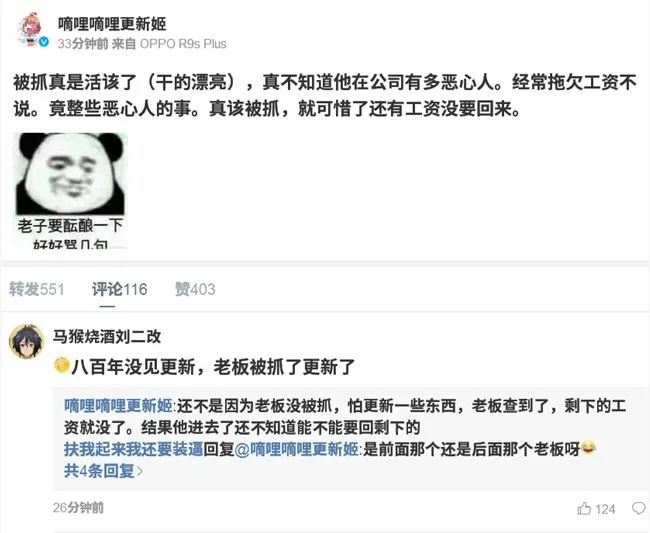 嘀哩嘀哩更新姬
33分钟前 来自 OPPO R9s Plus
被抓真是活该了（干的漂亮），真不知道他在公司有多恶心人。经常拖欠工资不
说。竟整些恶心人的事。真该被抓，就可惜了还有工资没要回来。
老子要酝酿一下
好好骂几句
转发551 评论116 赞403
马猴烧酒刘二改
八百年没见更新，老板被抓了更新了
嘀哩嘀哩更新姬:还不是因为老板没被抓，怕更新一些东西，老板查到了，剩下的工
资就没了。结果他进去了还不知道能不能要回剩下的
扶我起来我还要装逼回复@嘀哩嘀哩更新姬:是前面那个还是后面那个老板呀
共4条回复>
26分钟前 124